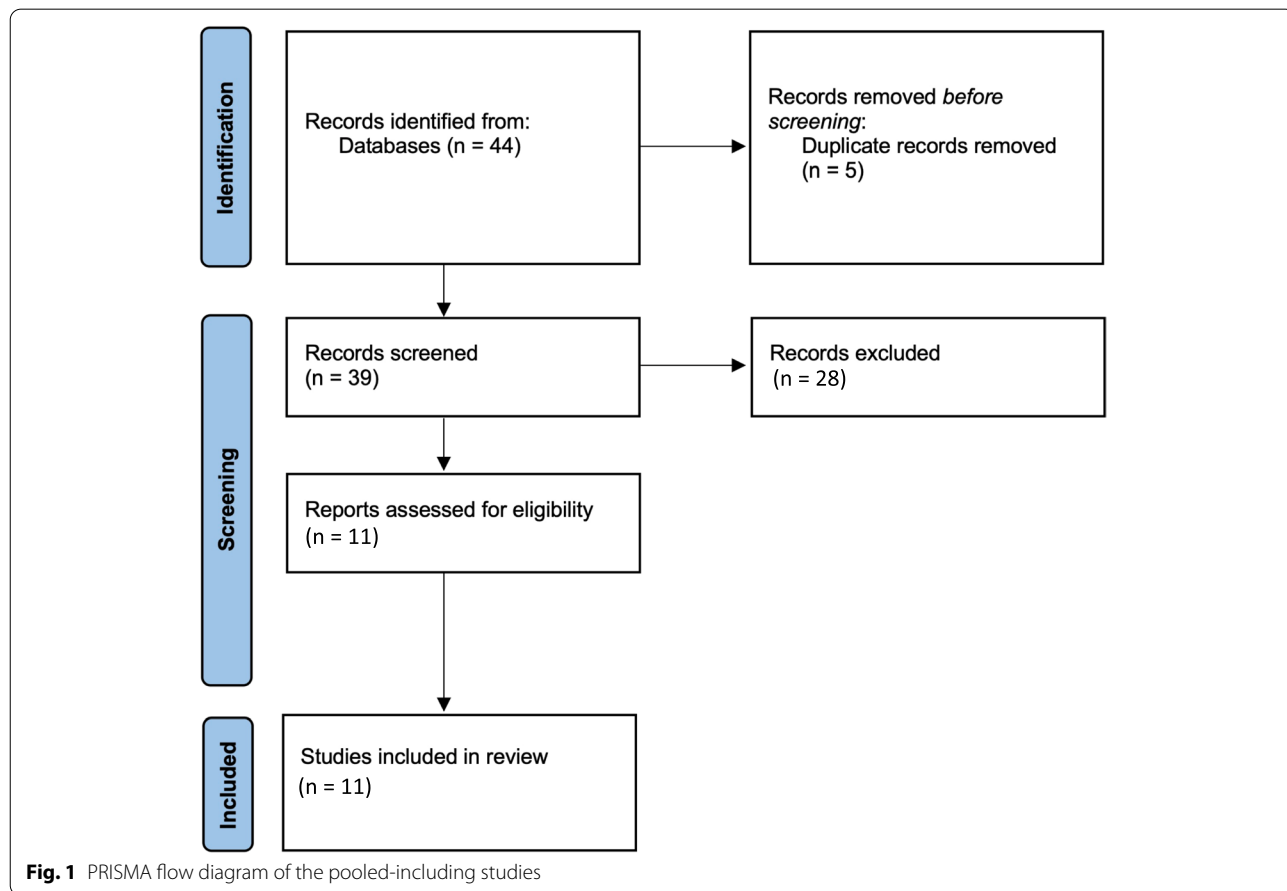 Identification
Records identified from:
Databases (n = 44)
Records removed before
screening:
Duplicate records removed
(n = 5)
Screening
Records screened
(n = 39)
Records excluded
(n = 28)
Reports assessed for eligibility
(n = 11)
Included
Studies included in review
(n = 11)
Fig. 1 PRISMA flow diagram of the pooled-including studies